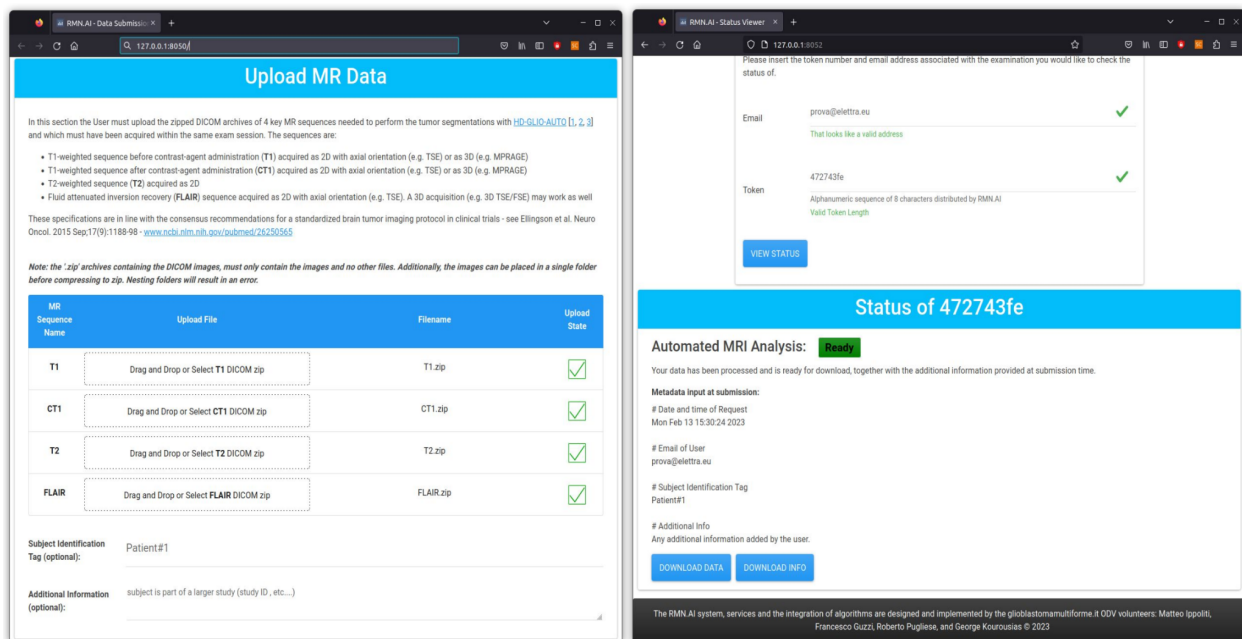 RMN.AI - Data Submissio
127.0.0.1:8050/
Upload MR Data
In this section the User must upload the zipped DICOM archives of 4 key MR sequences needed to perform the tumor segmentations with HD-GLIO-AUTO [1, 2, 3]
and which must have been acquired within the same exam session. The sequences are:
• T1-weighted sequence before contrast-agent administration (T1) acquired as 2D with axial orientation (e.g. TSE) or as 3D (e.g. MPRAGE)
• T1-weighted sequence after contrast-agent administration (CT1) acquired as 2D with axial orientation (e.g. TSE) or as 3D (e.g. MPRAGE)
• T2-weighted sequence (T2) acquired as 2D
• Fluid attenuated inversion recovery (FLAIR) sequence acquired as 2D with axial orientation (e.g. TSE). A 3D acquisition (e.g. 3D TSE/FSE) may work as well
These specifications are in line with the consensus recommendations for a standardized brain tumor imaging protocol in clinical trials - see Ellingson et al. Neuro
Oncol. 2015 Sep;17(9):1188-98 - www.ncbi.nlm.nih.gov/pubmed/26250565
Note: the '.zip' archives containing the DICOM images, must only contain the images and no other files. Additionally, the images can be placed in a single folder
before compressing to zip. Nesting folders will result in an error.
MR Sequence Name Upload File Filename Upload State
T1 Drag and Drop or Select T1 DICOM zip T1.zip
CT1 Drag and Drop or Select CT1 DICOM zip CT1.zip
T2 Drag and Drop or Select T2 DICOM zip T2.zip
FLAIR Drag and Drop or Select FLAIR DICOM zip FLAIR.zip
Subject Identification
Tag (optional):
Patient#1
Additional Information
(optional):
subject is part of a larger study (study ID , etc....)
RMN.AI - Status Viewer
127.0.0.1:8052
Please insert the token number and email address associated with the examination you would like to check the
status of.
Email
prova@elettra.eu
That looks like a valid address
Token
472743fe
Alphanumeric sequence of 8 characters distributed by RMN.AI
Valid Token Length
VIEW STATUS
Status of 472743fe
Automated MRI Analysis: Ready
Your data has been processed and is ready for download, together with the additional information provided at submission time.
Metadata input at submission:
# Date and time of Request
Mon Feb 13 15:30:24 2023
# Email of User
prova@elettra.eu
# Subject Identification Tag
Patient#1
# Additional Info
Any additional information added by the user.
DOWNLOAD DATA DOWNLOAD INFO
The RMN.AI system, services and the integration of algorithms are designed and implemented by the glioblastomamultiforme.it ODV volunteers: Matteo Ippoliti,
Francesco Guzzi, Roberto Pugliese, and George Kourousias © 2023